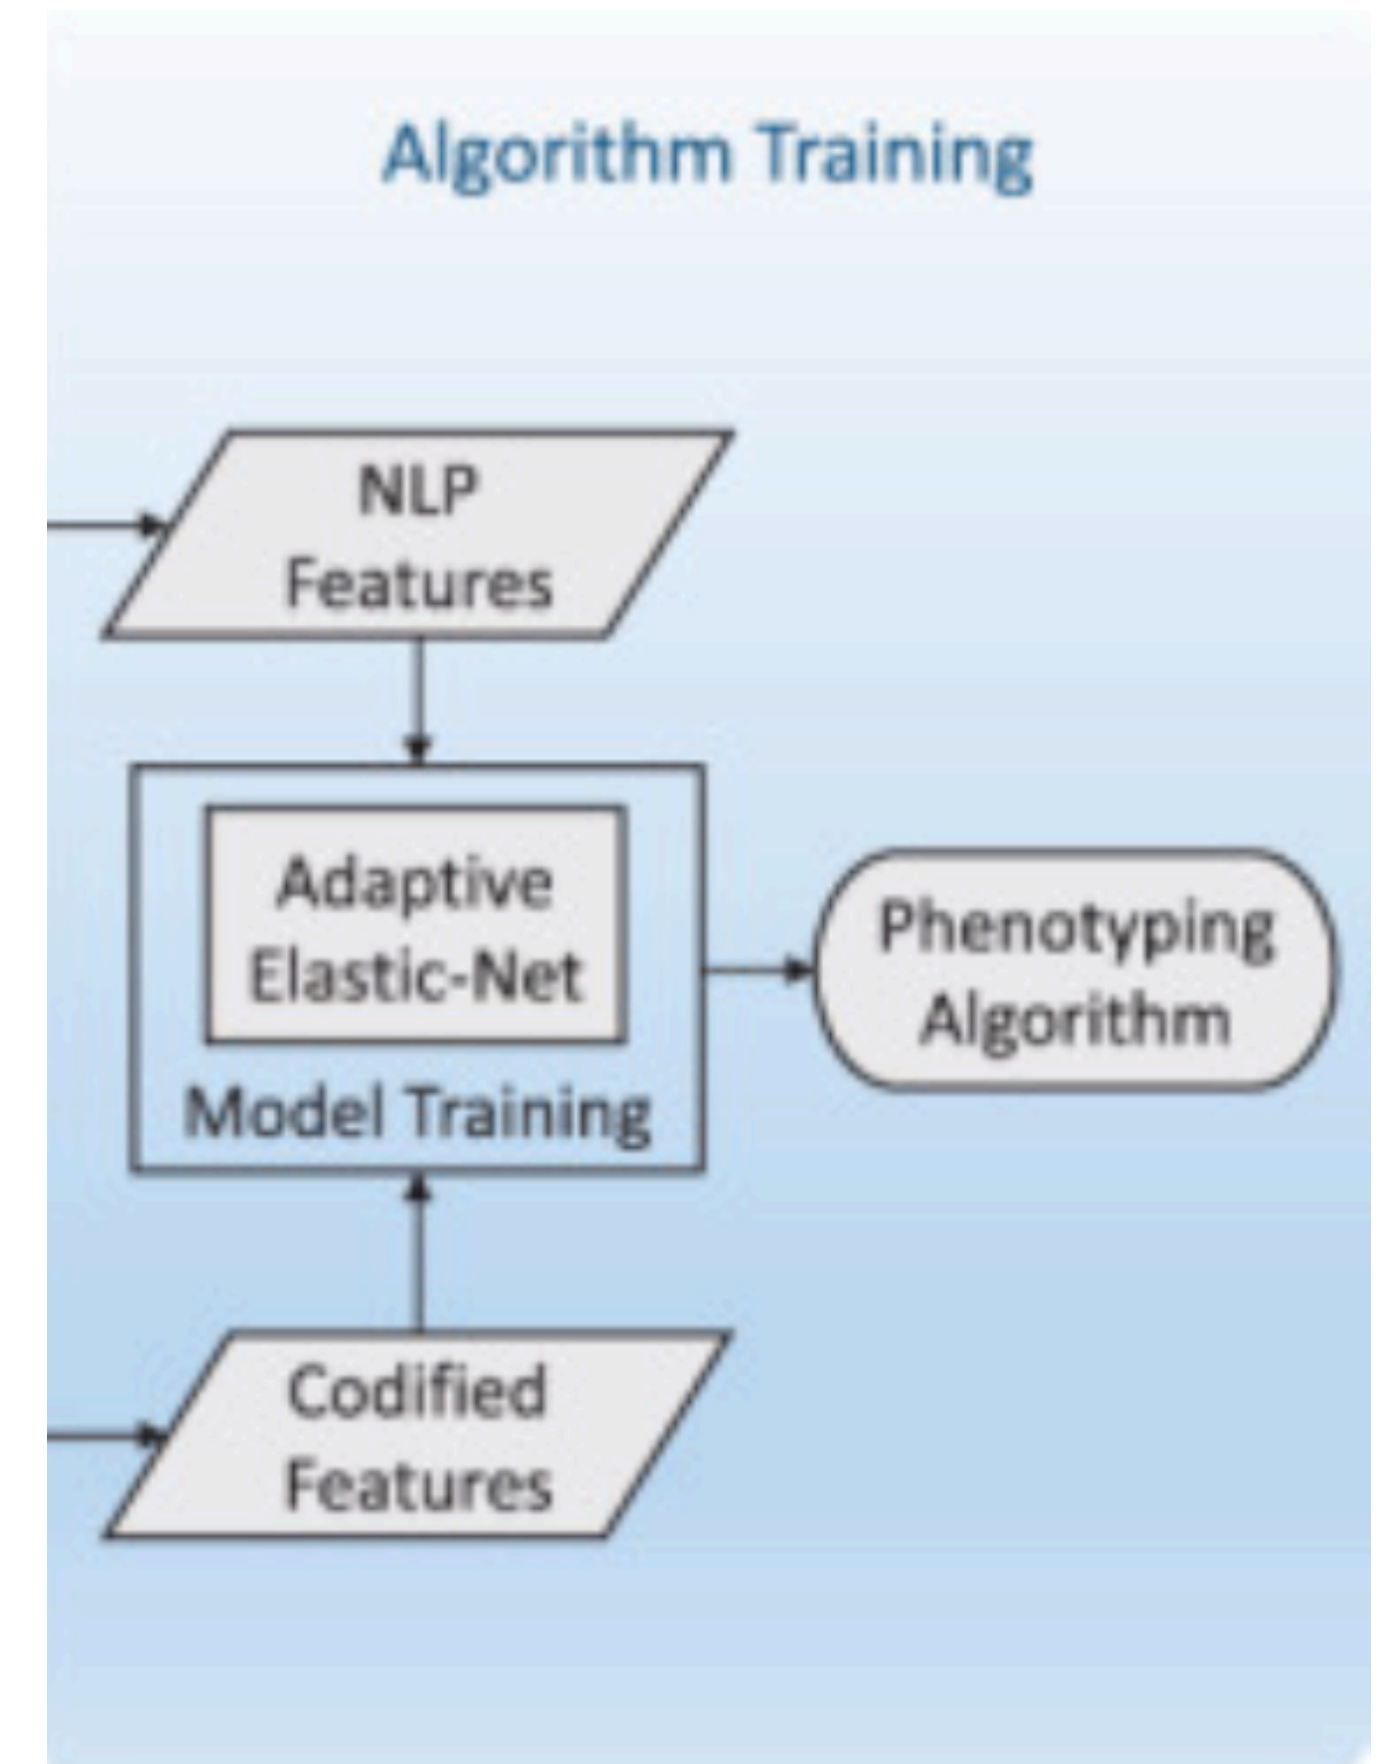 Algorithm Training
NLP
Features
Adaptive
Elastic-Net
Model Training
Phenotyping
Algorithm
Codified
Features